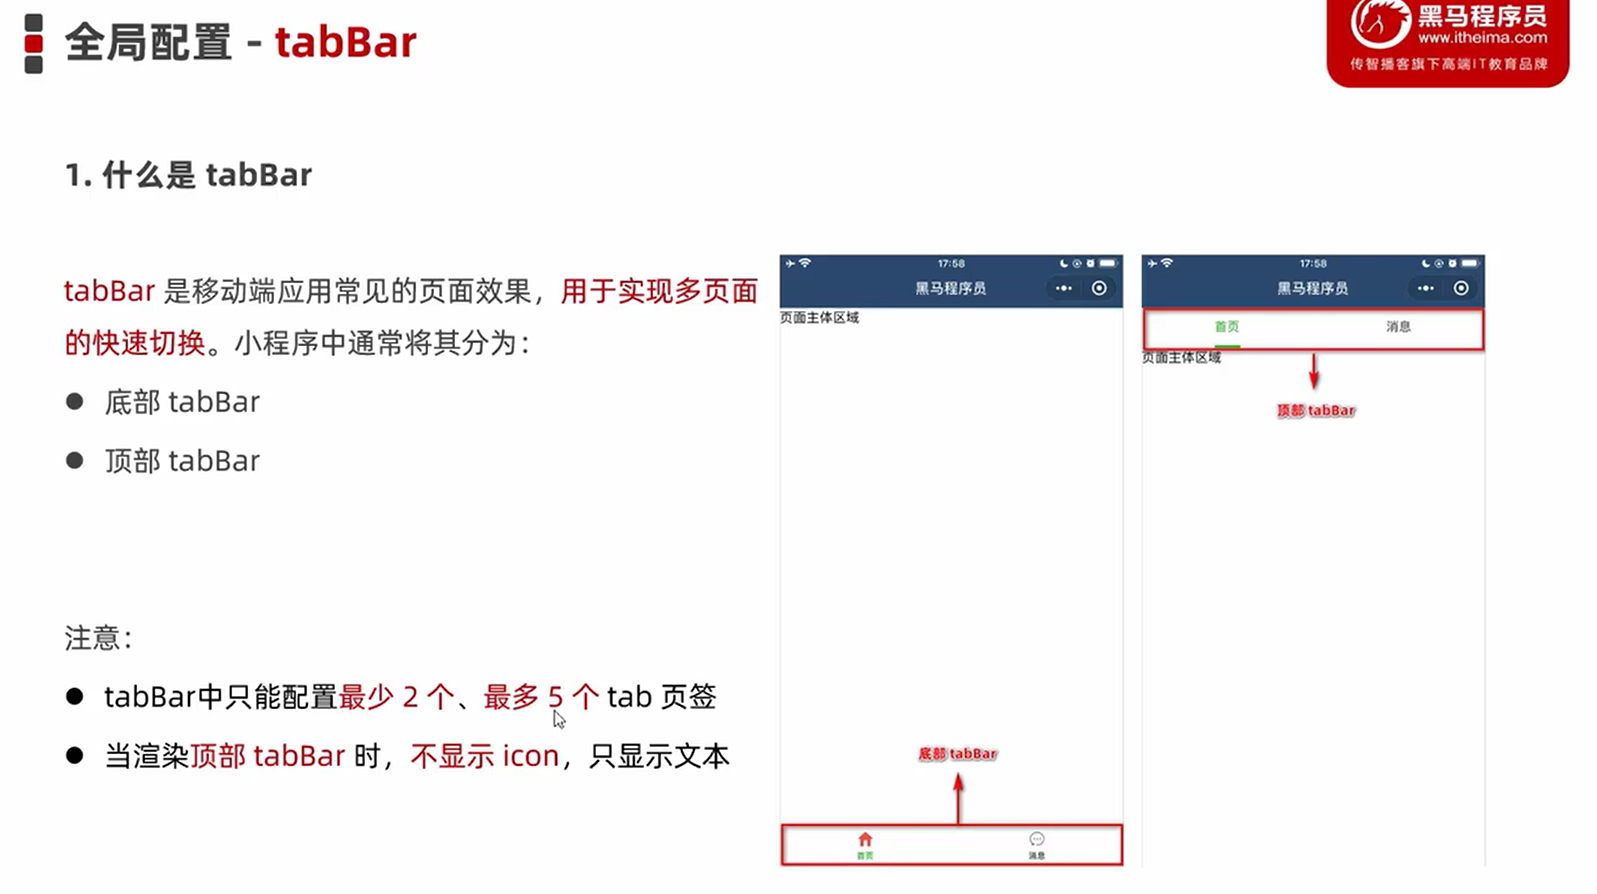 全局配置 - tabBar
黑马程序员
www.itheima.com
传智播客旗下高端IT教育品牌
1. 什么是 tabBar
tabBar 是移动端应用常见的页面效果，用于实现多页面
的快速切换。小程序中通常将其分为：
● 底部 tabBar
● 顶部 tabBar
注意：
● tabBar中只能配置最少 2 个、最多 5 个 tab 页签
● 当渲染顶部 tabBar 时，不显示 icon，只显示文本
17:58
黑马程序员
页面主体区域
底部 tabBar
首页
消息
17:58
黑马程序员
首页
消息
页面主体区域
顶部 tabBar